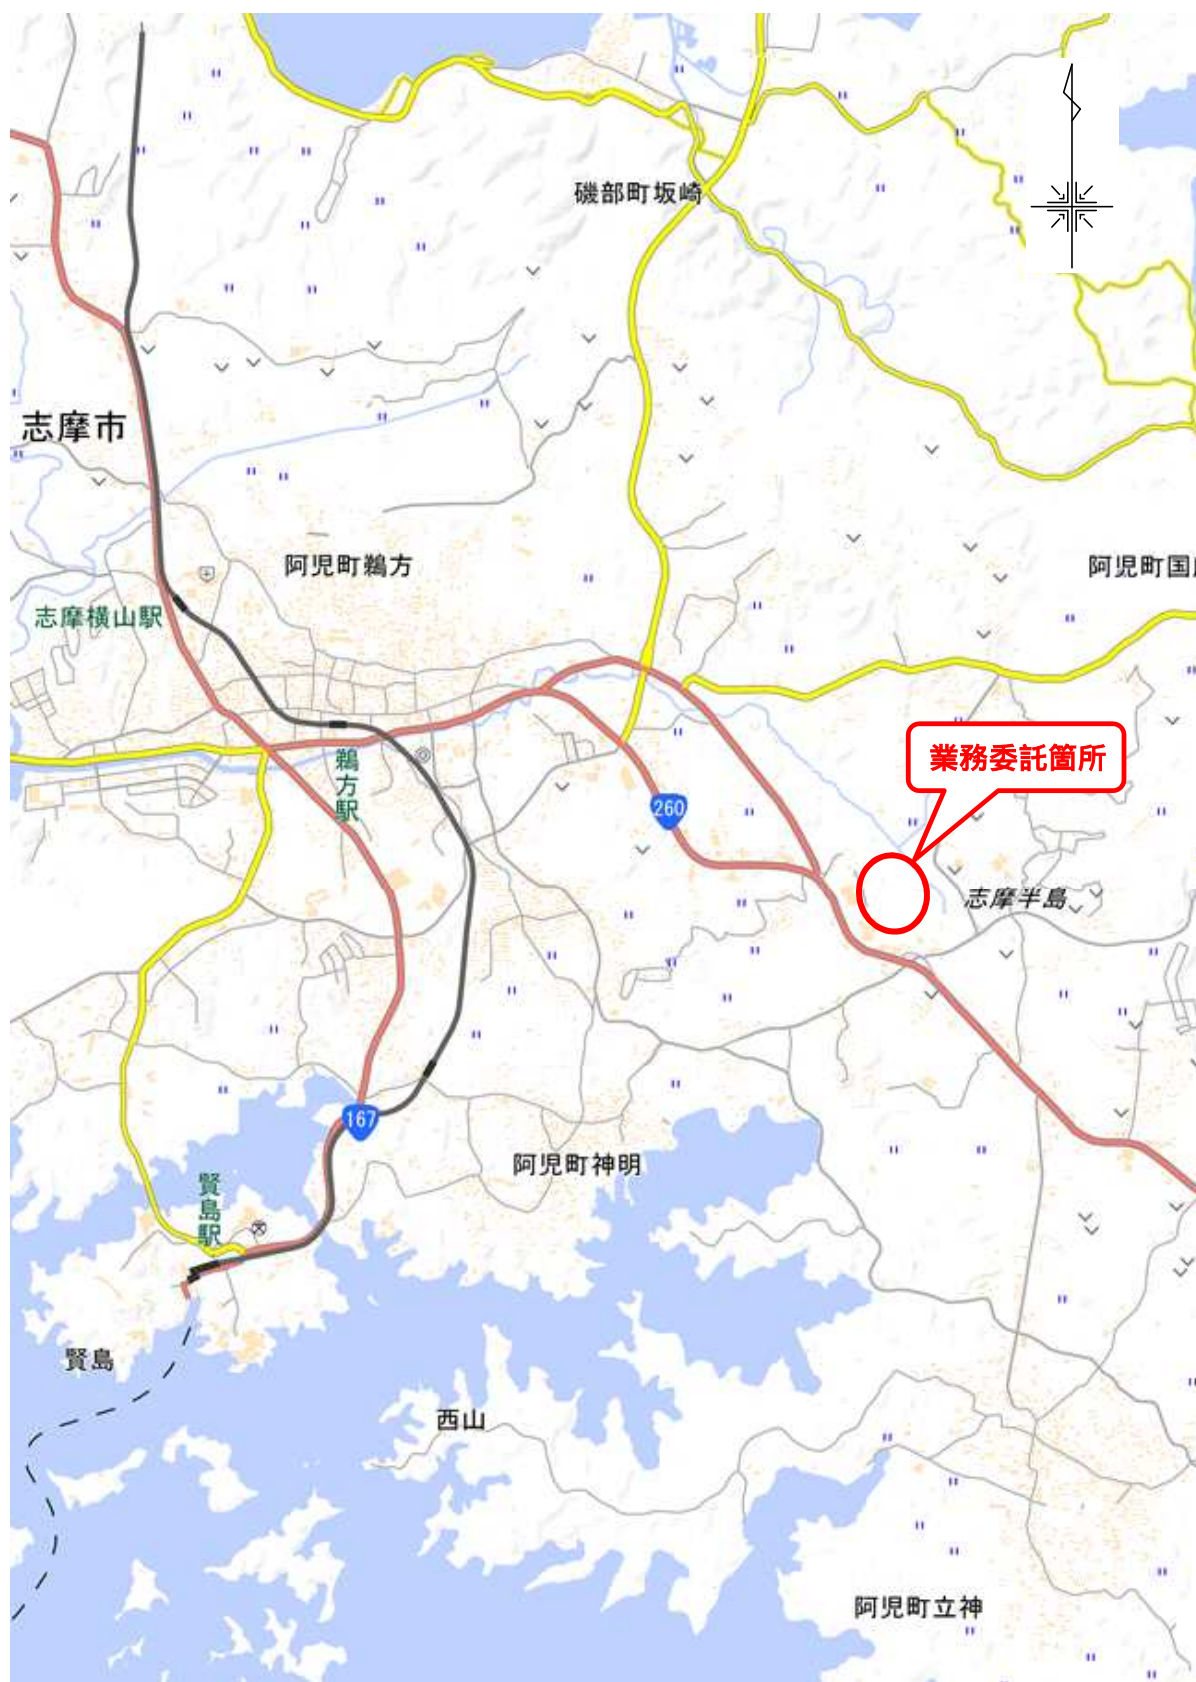 磯部町坂崎
志摩市
阿児町鵜方
阿児町国
志摩横山駅
業務委託箇所
鵜方駅
260
志摩半島
167
阿児町神明
賢島駅
賢島
西山
阿児町立神